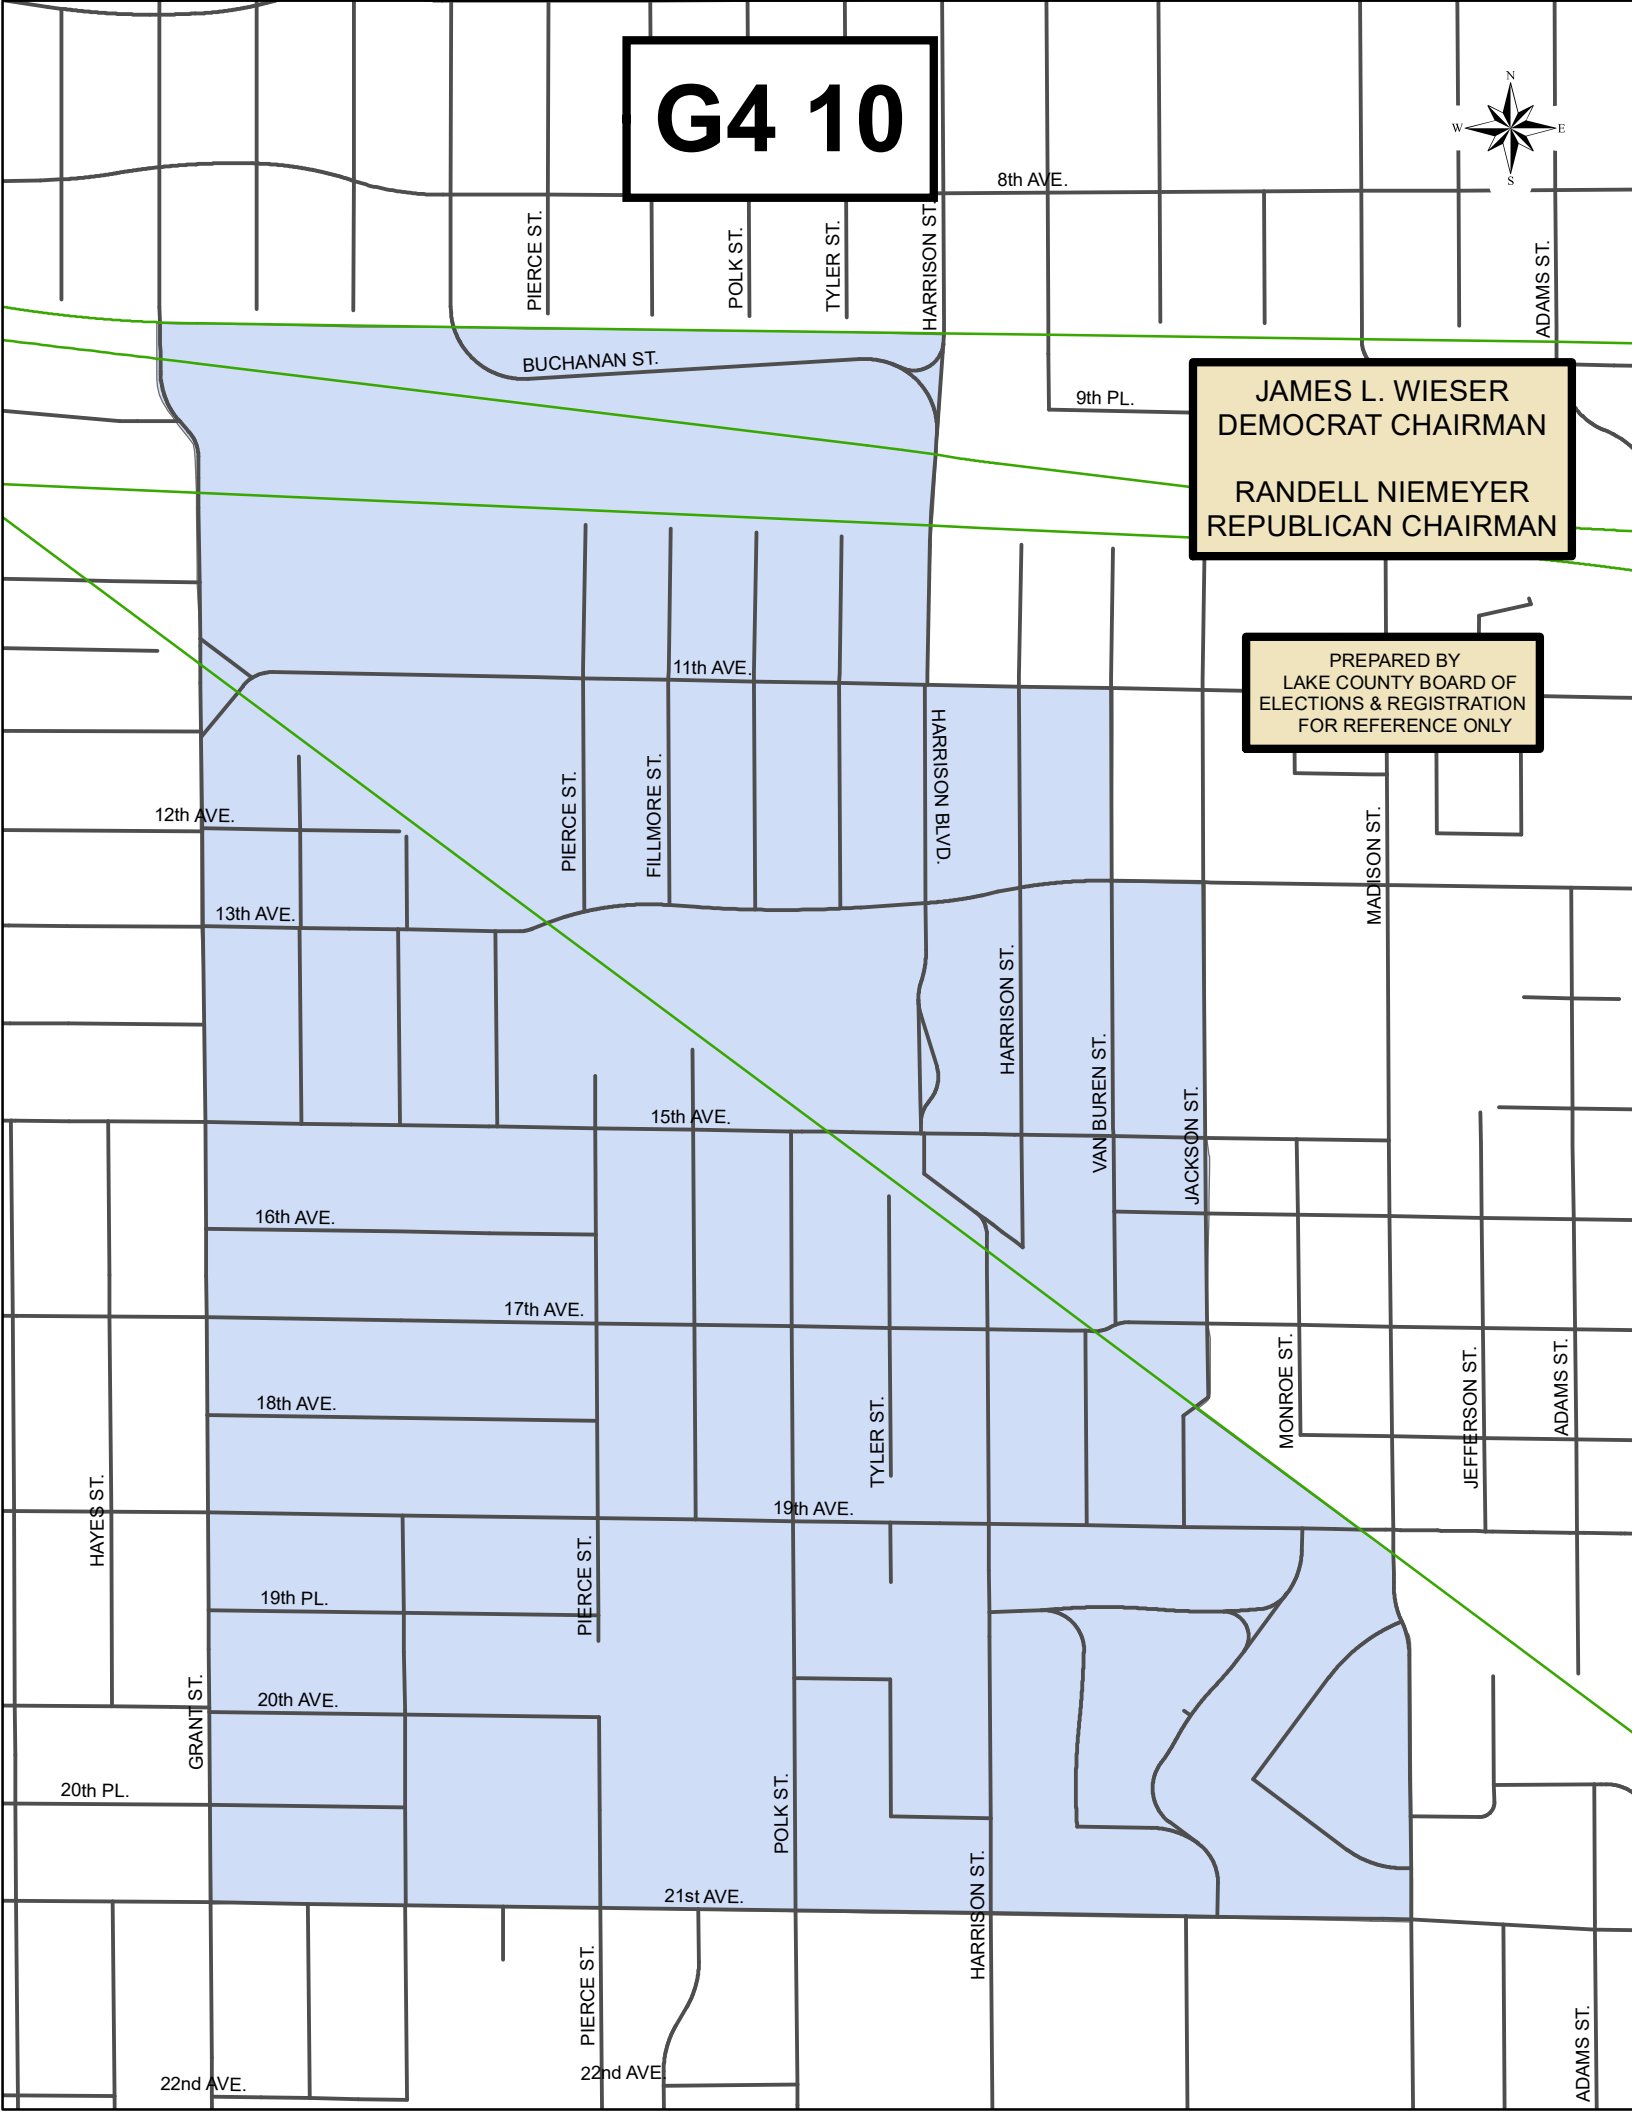 G4 10
N
W
E
S
8th AVE.
PIERCE ST.
POLK ST.
TYLER ST.
HARRISON ST.
ADAMS ST.
BUCHANAN ST.
9th PL.
JAMES L. WIESER
DEMOCRAT CHAIRMAN
RANDELL NIEMEYER
REPUBLICAN CHAIRMAN
PREPARED BY
LAKE COUNTY BOARD OF
ELECTIONS & REGISTRATION
FOR REFERENCE ONLY
11th AVE.
HARRISON BLVD.
PIERCE ST.
FILLMORE ST.
12th AVE.
MADISON ST.
13th AVE.
HARRISON ST.
VAN BUREN ST.
JACKSON ST.
15th AVE.
16th AVE.
17th AVE.
MONROE ST.
JEFFERSON ST.
ADAMS ST.
18th AVE.
TYLER ST.
HAYES ST.
19th AVE.
PIERCE ST.
19th PL.
GRANT ST.
20th AVE.
20th PL.
POLK ST.
HARRISON ST.
21st AVE.
PIERCE ST.
ADAMS ST.
22nd AVE.
22nd AVE.